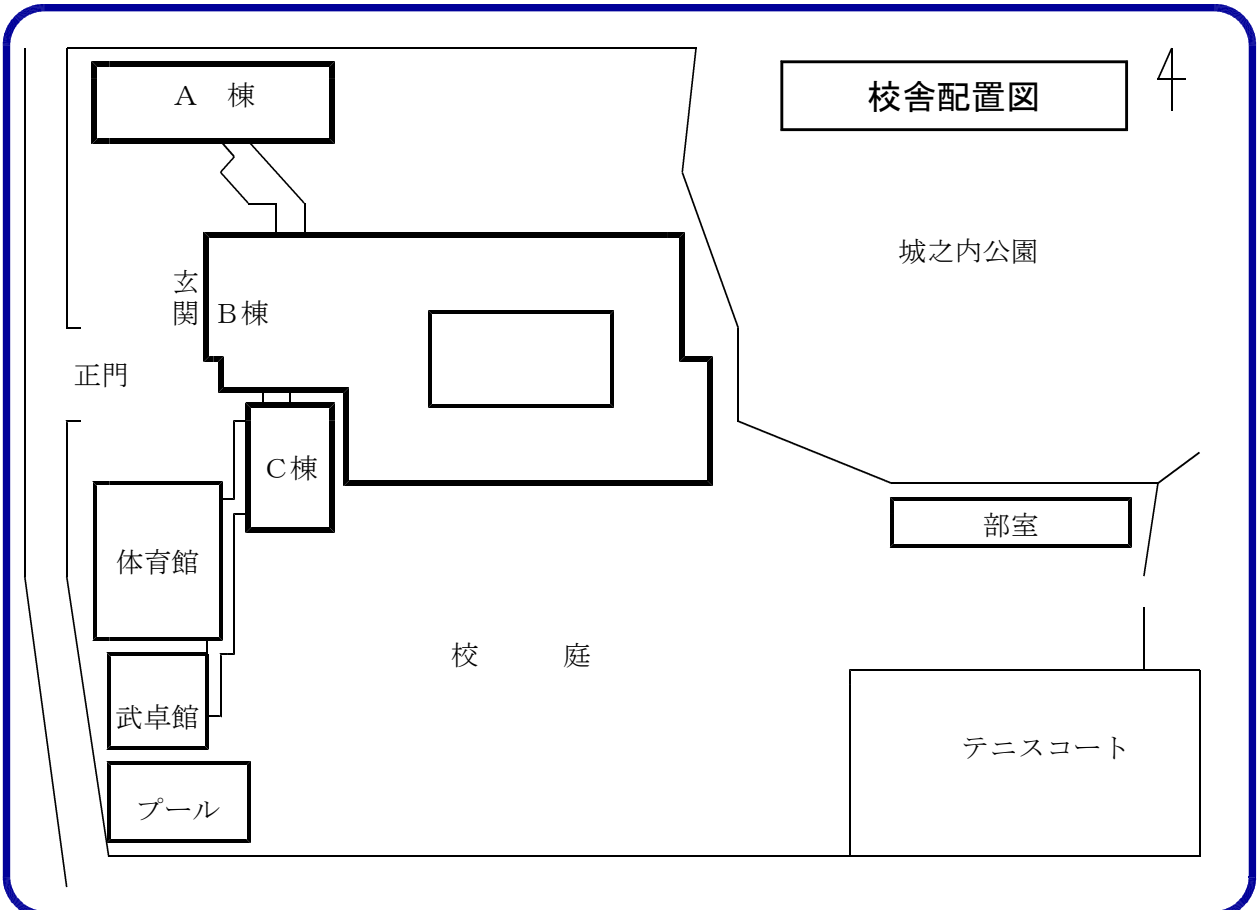 A　棟
校舎配置図
城之内公園
玄関
B棟
正門
C棟
部室
体育館
校　　　庭
武卓館
テニスコート
プール